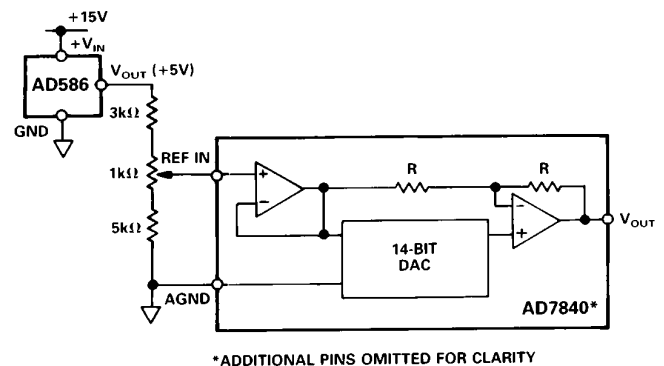 +15V
+VIN
AD586
VOUT (+5V)
GND
3kΩ
1kΩ
REF IN
5kΩ
AGND
+
−
R
R
−
+
14-BIT
DAC
VOUT
AD7840*
*ADDITIONAL PINS OMITTED FOR CLARITY